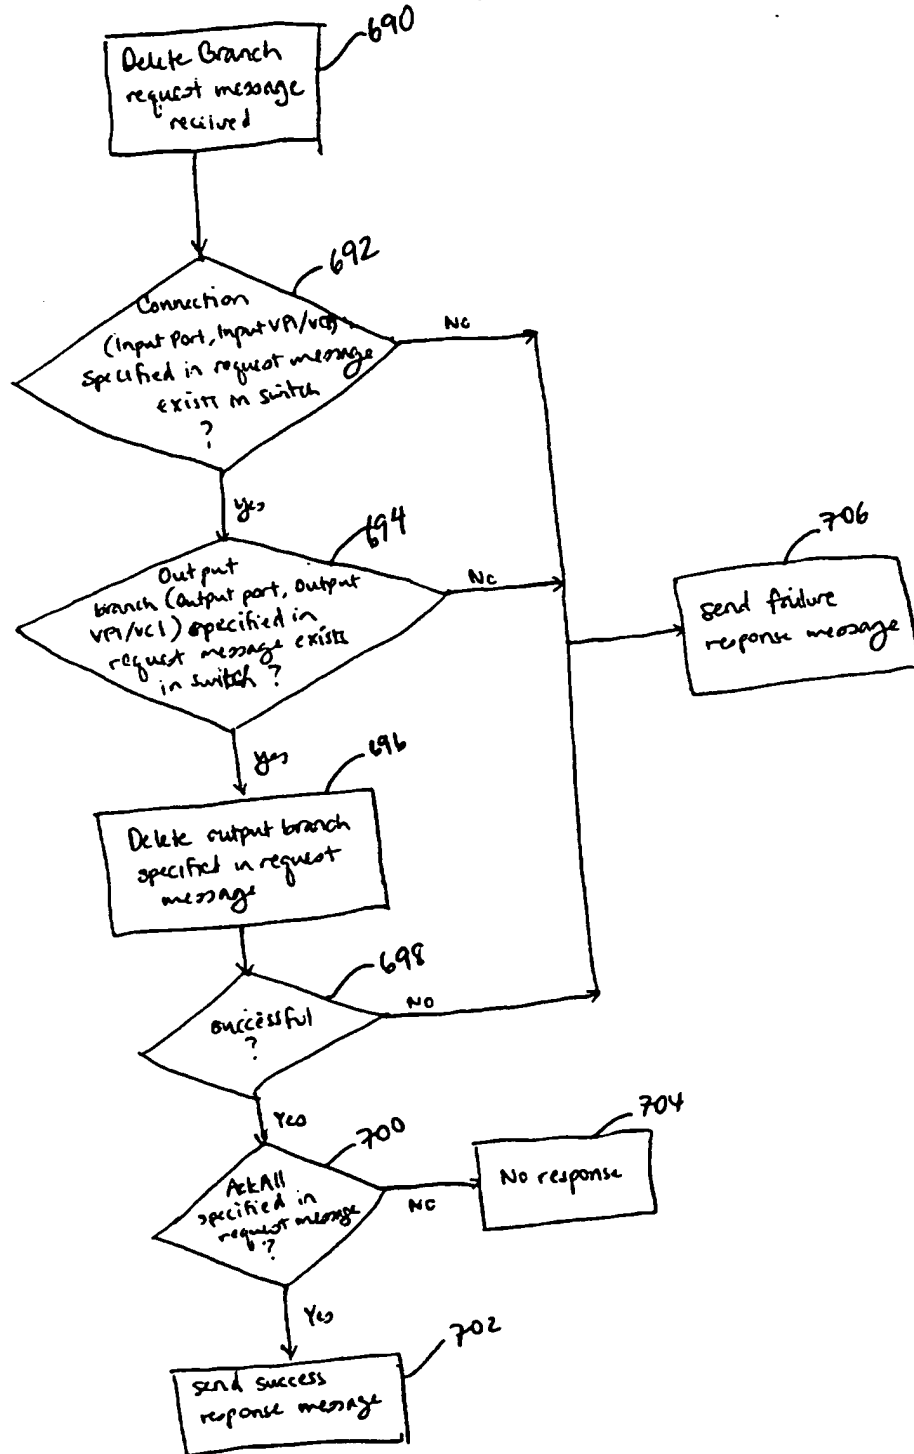 690
Delete Branch
request message
received
692
Connection
(Input Port, Input VPI/VCI)
specified in request message
exists in switch
?
No
Yes
694
Output
branch (Output port, Output
VPI/VCI) specified in
request message exists
in switch ?
No
706
send failure
response message
Yes
696
Delete output branch
specified in request
message
698
successful
?
No
Yes
700
AckAll
specified in
request message
?
No
704
No response
Yes
702
send success
response message